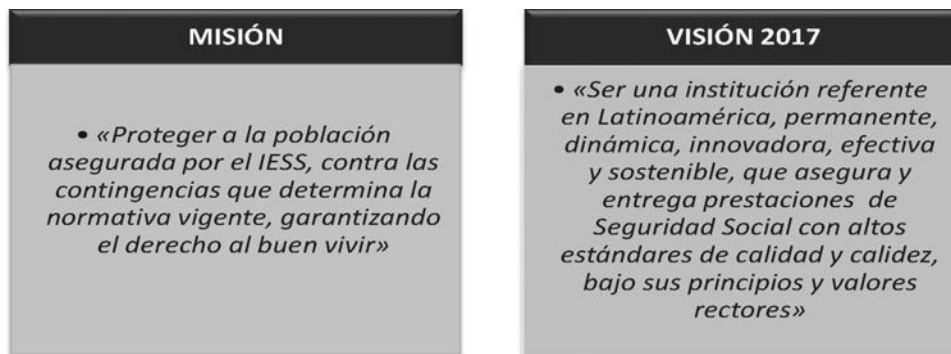 MISIÓN
• «Proteger a la población
asegurada por el IESS, contra las
contingencias que determina la
normativa vigente, garantizando
el derecho al buen vivir»
VISIÓN 2017
• «Ser una institución referente
en Latinoamérica, permanente,
dinámica, innovadora, efectiva
y sostenible, que asegura y
entrega prestaciones de
Seguridad Social con altos
estándares de calidad y calidez,
bajo sus principios y valores
rectores»